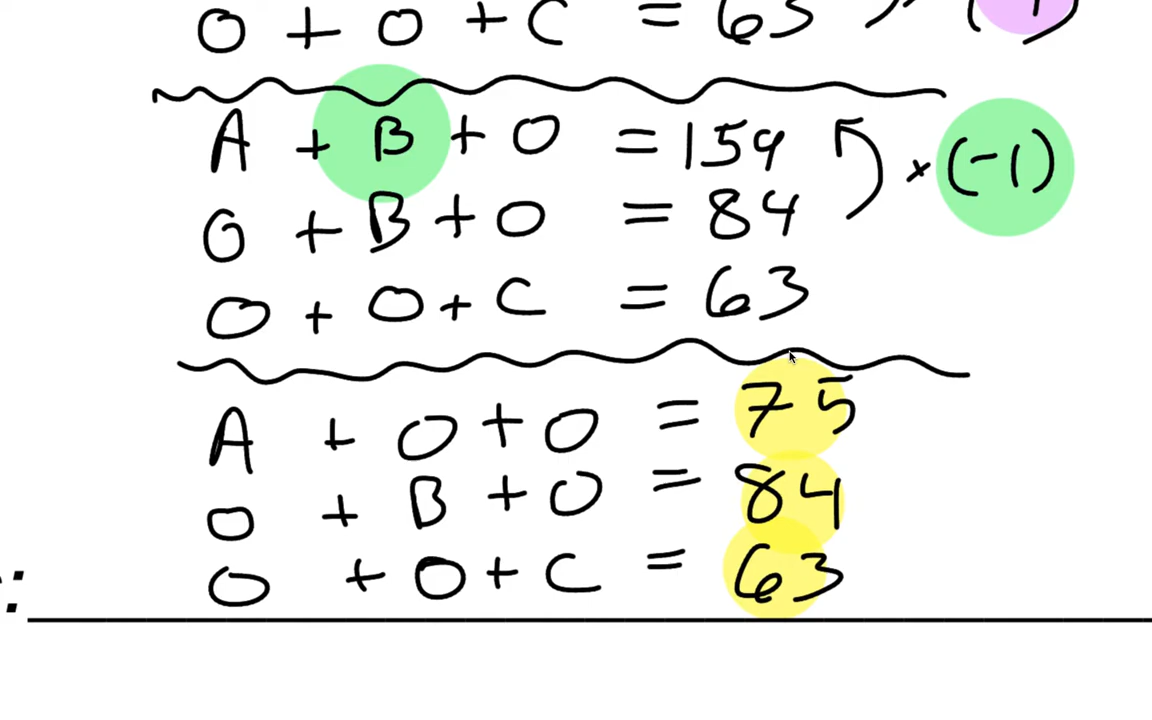 0 + 0 + C = 63
A + B + 0 = 159 × (-1)
0 + B + 0 = 84
0 + 0 + C = 63
A + 0 + 0 = 75
0 + B + 0 = 84
0 + 0 + C = 63
: